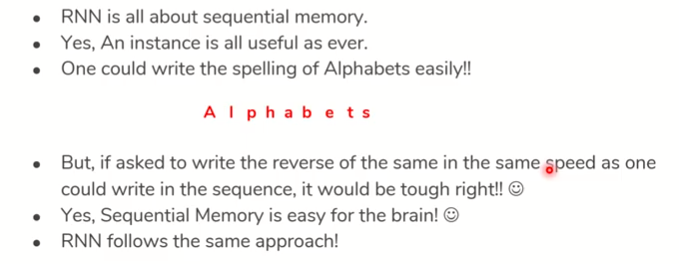 • RNN is all about sequential memory.
• Yes, An instance is all useful as ever.
• One could write the spelling of Alphabets easily!!
A l p h a b e t s
• But, if asked to write the reverse of the same in the same speed as one
could write in the sequence, it would be tough right!! ☺
• Yes, Sequential Memory is easy for the brain! ☺
• RNN follows the same approach!